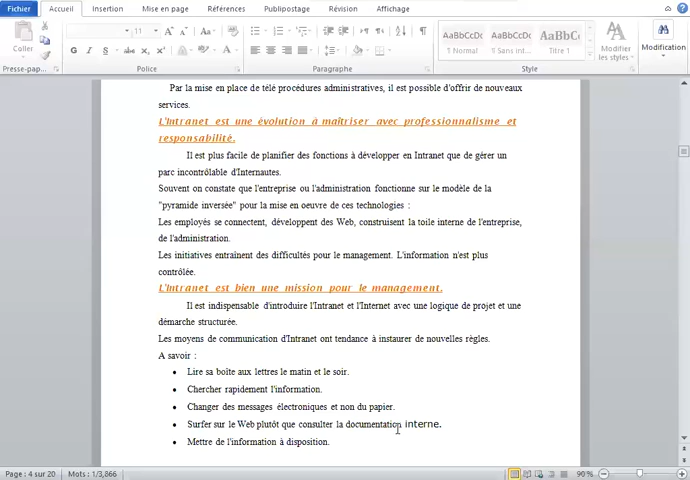 Fichier Accueil Insertion Mise en page Références Publipostage Révision Affichage
Coller
11
G I S abc x₂ x² Aa
AaBbCcDc AaBbCcDc AaBbC
¶ Normal ¶ Sans int... Titre 1
Modifier les styles
Modification
Presse-pap... Police Paragraphe Style
Par la mise en place de télé procédures administratives, il est possible d'offrir de nouveaux
services.
L'Intranet est une évolution à maîtriser avec professionnalisme et
responsabilité.
Il est plus facile de planifier des fonctions à développer en Intranet que de gérer un
parc incontrôlable d'Internautes.
Souvent on constate que l'entreprise ou l'administration fonctionne sur le modèle de la
"pyramide inversée" pour la mise en oeuvre de ces technologies :
Les employés se connectent, développent des Web, construisent la toile interne de l'entreprise,
de l'administration.
Les initiatives entraînent des difficultés pour le management. L'information n'est plus
contrôlée.
L'Intranet est bien une mission pour le management.
Il est indispensable d'introduire l'Intranet et l'Internet avec une logique de projet et une
démarche structurée.
Les moyens de communication d'Intranet ont tendance à instaurer de nouvelles règles.
A savoir :
• Lire sa boîte aux lettres le matin et le soir.
• Chercher rapidement l'information.
• Changer des messages électroniques et non du papier.
• Surfer sur le Web plutôt que consulter la documentation interne.
• Mettre de l'information à disposition.
Page : 4 sur 20 Mots : 1/3,866 90 %